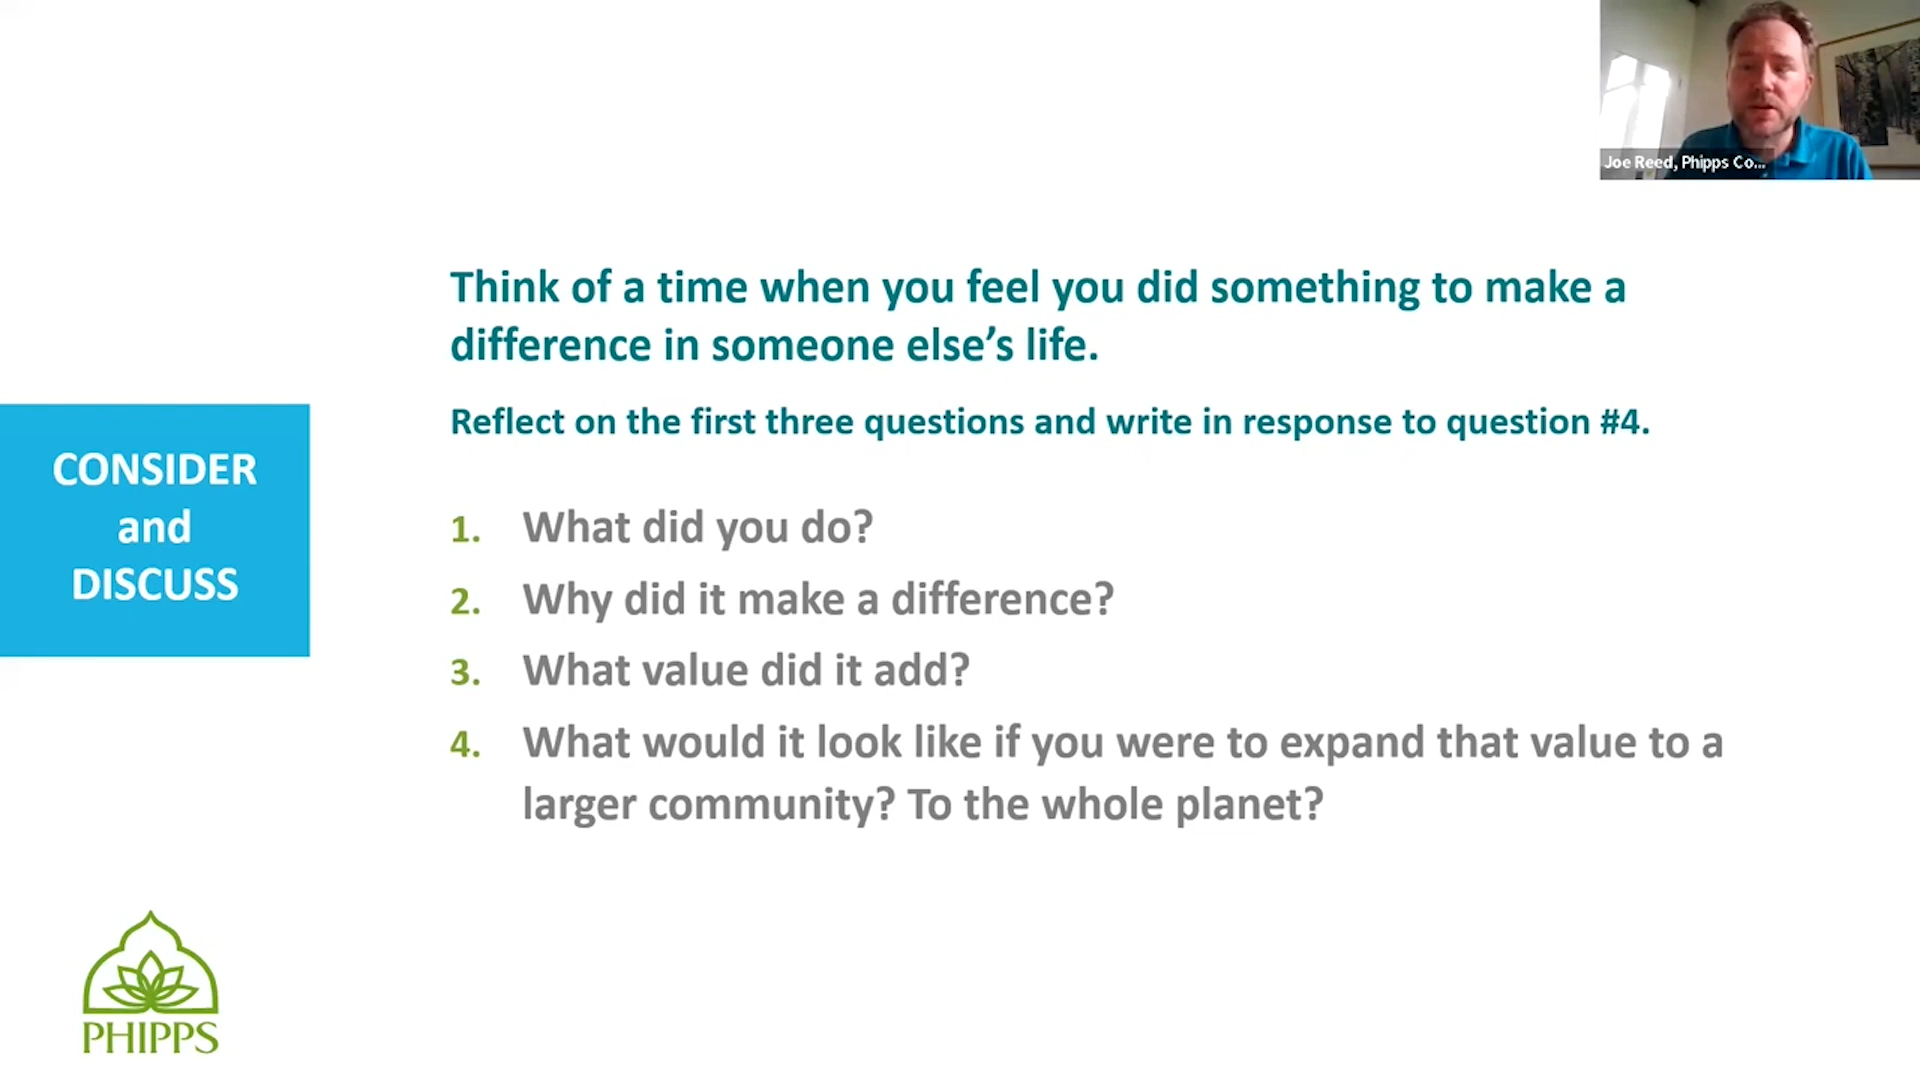 Joe Reed, Phipps Co...
Think of a time when you feel you did something to make a
difference in someone else’s life.
Reflect on the first three questions and write in response to question #4.
CONSIDER
and
DISCUSS
1. What did you do?
2. Why did it make a difference?
3. What value did it add?
4. What would it look like if you were to expand that value to a
larger community? To the whole planet?
PHIPPS